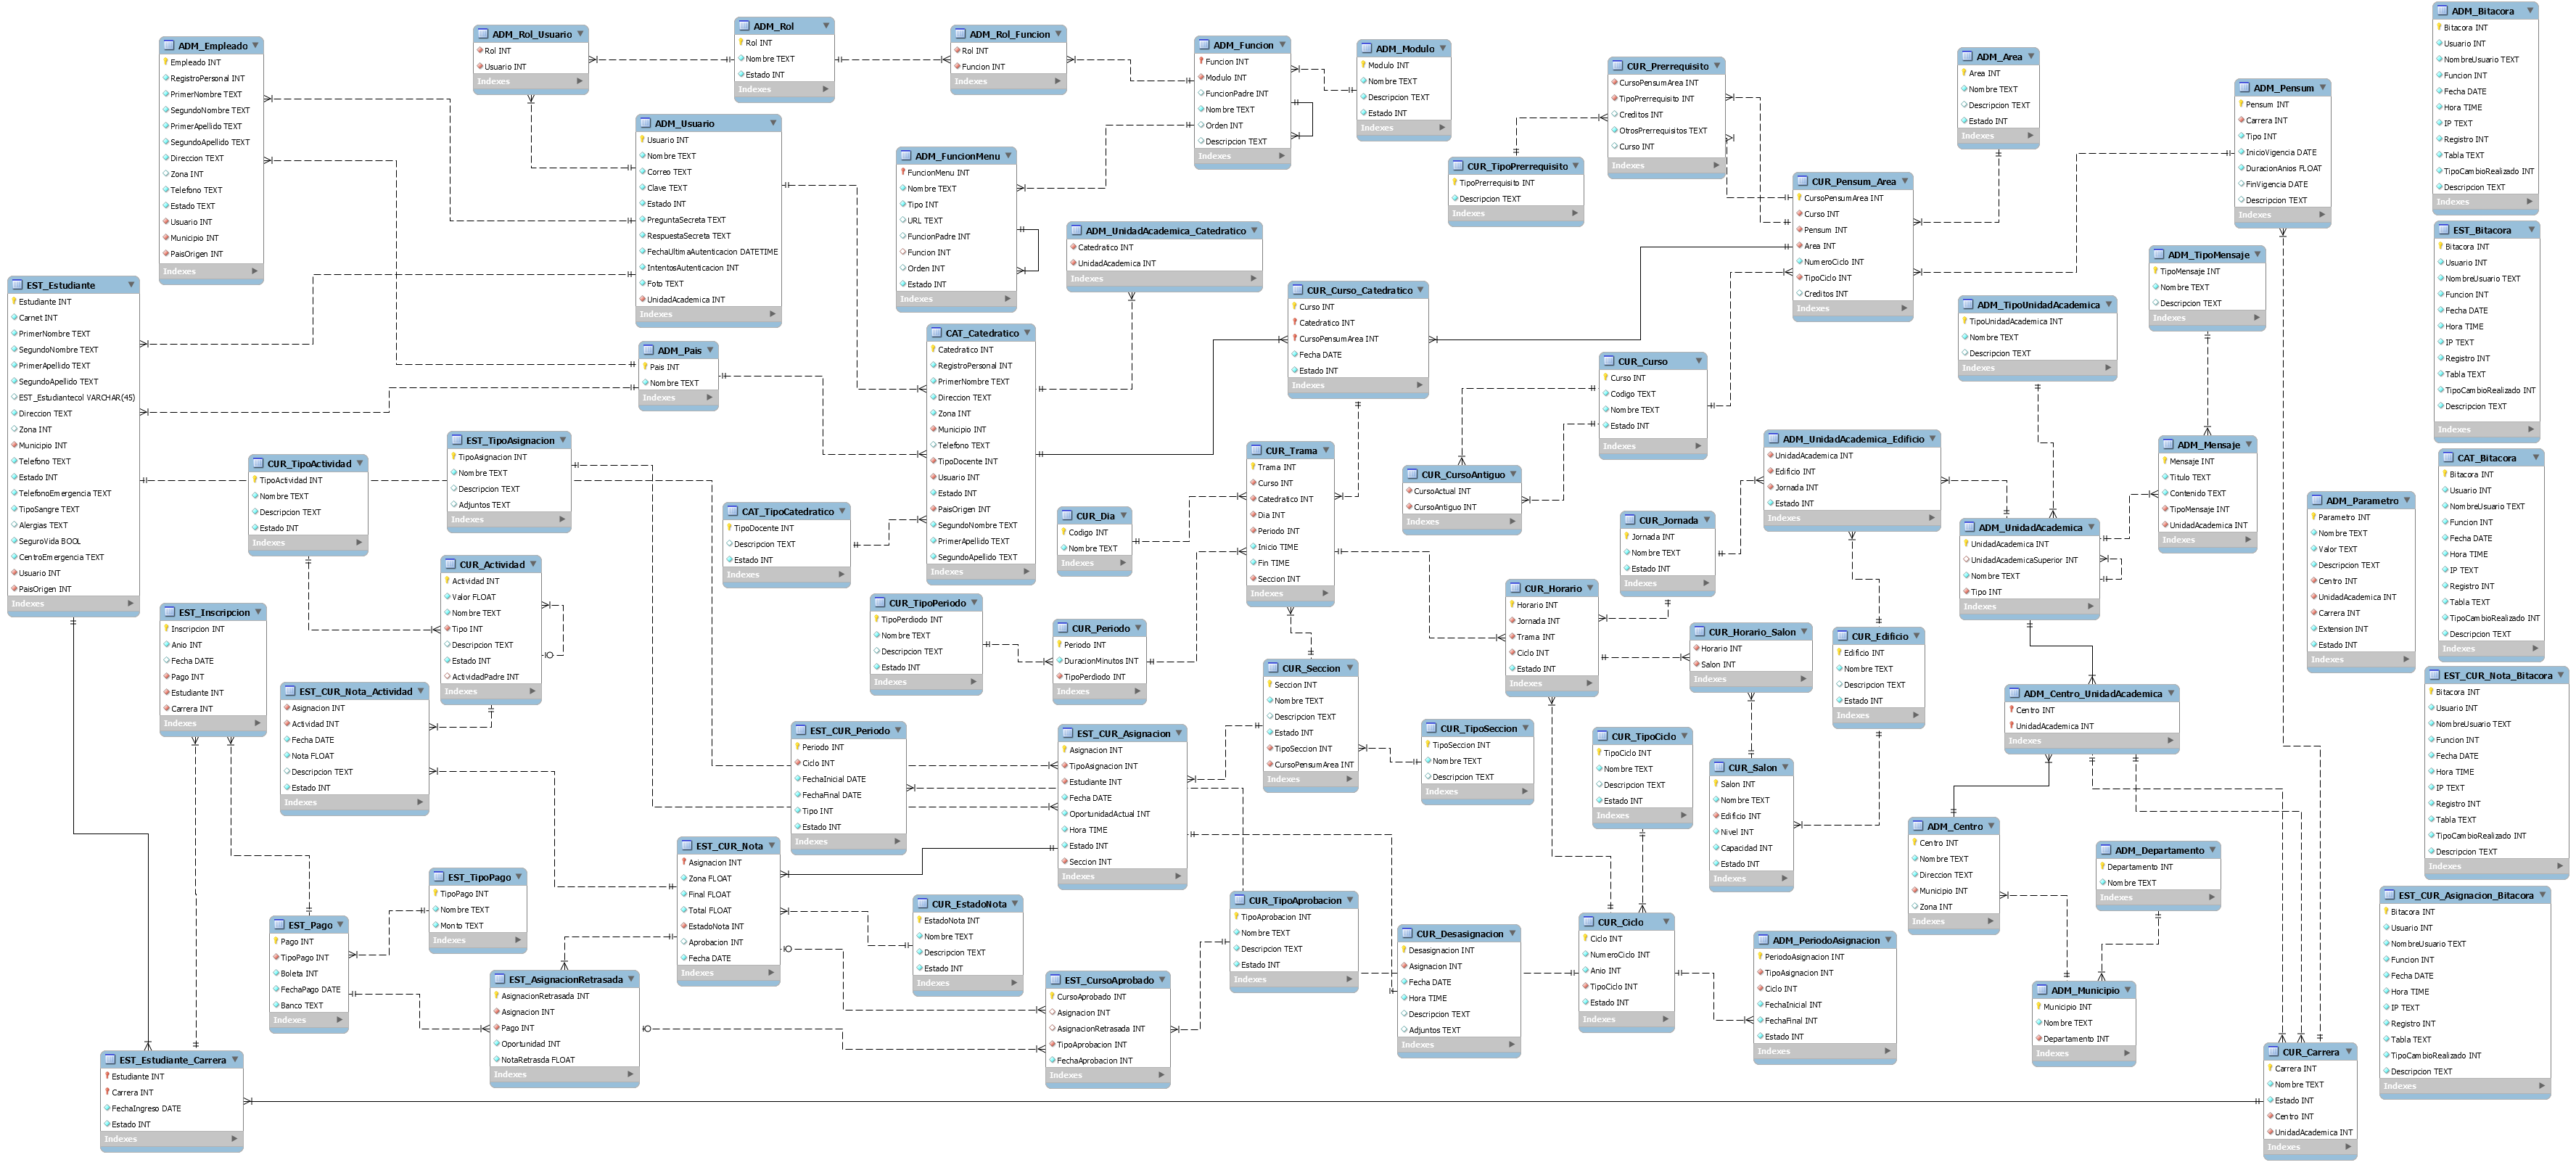 ADM_Empleado
Empleado INT
RegistroPersonal INT
PrimerNombre TEXT
SegundoNombre TEXT
PrimerApellido TEXT
SegundoApellido TEXT
Direccion TEXT
Zona INT
Telefono TEXT
Estado TEXT
Usuario INT
Municipio INT
PaisOrigen INT
Indexes
ADM_Rol_Usuario
Rol INT
Usuario INT
Indexes
ADM_Rol
Rol INT
Nombre TEXT
Estado INT
Indexes
ADM_Rol_Funcion
Rol INT
Funcion INT
Indexes
ADM_Funcion
Funcion INT
Modulo INT
FuncionPadre INT
Nombre TEXT
Orden INT
Descripcion TEXT
Indexes
ADM_Modulo
Modulo INT
Nombre TEXT
Descripcion TEXT
Estado INT
Indexes
CUR_Prerrequisito
CursoPensumArea INT
TipoPrerrequisito INT
Creditos INT
OtrosPrerrequisitos TEXT
Curso INT
Indexes
ADM_Area
Area INT
Nombre TEXT
Descripcion TEXT
Estado INT
Indexes
ADM_Pensum
Pensum INT
Carrera INT
Tipo INT
InicioVigencia DATE
DuracionAnios FLOAT
FinVigencia DATE
Descripcion TEXT
Indexes
ADM_Bitacora
Bitacora INT
Usuario INT
NombreUsuario TEXT
Funcion INT
Fecha DATE
Hora TIME
IP TEXT
Registro INT
Tabla TEXT
TipoCambioRealizado INT
Descripcion TEXT
Indexes
ADM_Usuario
Usuario INT
Nombre TEXT
Correo TEXT
Clave TEXT
Estado INT
PreguntaSecreta TEXT
RespuestaSecreta TEXT
FechaUltimaAutenticacion DATETIME
IntentosAutenticacion INT
Foto TEXT
UnidadAcademica INT
Indexes
ADM_FuncionMenu
FuncionMenu INT
Nombre TEXT
Tipo INT
URL TEXT
FuncionPadre INT
Funcion INT
Orden INT
Estado INT
Indexes
CUR_TipoPrerrequisito
TipoPrerrequisito INT
Descripcion TEXT
Indexes
CUR_Pensum_Area
CursoPensumArea INT
Curso INT
Pensum INT
Area INT
NumeroCiclo INT
TipoCiclo INT
Creditos INT
Indexes
ADM_UnidadAcademica_Catedratico
Catedratico INT
UnidadAcademica INT
Indexes
EST_Bitacora
Bitacora INT
Usuario INT
NombreUsuario TEXT
Funcion INT
Fecha DATE
Hora TIME
IP TEXT
Registro INT
Tabla TEXT
TipoCambioRealizado INT
Descripcion TEXT
Indexes
ADM_TipoMensaje
TipoMensaje INT
Nombre TEXT
Descripcion TEXT
Indexes
EST_Estudiante
Estudiante INT
Carnet INT
PrimerNombre TEXT
SegundoNombre TEXT
PrimerApellido TEXT
SegundoApellido TEXT
EST_Estudiantecol VARCHAR(45)
Direccion TEXT
Zona INT
Municipio INT
Telefono TEXT
Estado INT
TelefonoEmergencia TEXT
TipoSangre TEXT
Alergias TEXT
SeguroVida BOOL
CentroEmergencia TEXT
Usuario INT
PaisOrigen INT
Indexes
CUR_Curso_Catedratico
Curso INT
Catedratico INT
CursoPensumArea INT
Fecha DATE
Estado INT
Indexes
ADM_TipoUnidadAcademica
TipoUnidadAcademica INT
Nombre TEXT
Descripcion TEXT
Indexes
CAT_Catedratico
Catedratico INT
RegistroPersonal INT
PrimerNombre TEXT
Direccion TEXT
Zona INT
Municipio INT
Telefono TEXT
TipoDocente INT
Usuario INT
Estado INT
PaisOrigen INT
SegundoNombre TEXT
PrimerApellido TEXT
SegundoApellido TEXT
Indexes
ADM_Pais
Pais INT
Nombre TEXT
Indexes
CUR_Curso
Curso INT
Codigo TEXT
Nombre TEXT
Estado INT
Indexes
EST_TipoAsignacion
TipoAsignacion INT
Nombre TEXT
Descripcion TEXT
Adjuntos TEXT
Indexes
CUR_TipoActividad
TipoActividad INT
Nombre TEXT
Descripcion TEXT
Estado INT
Indexes
CUR_Trama
Trama INT
Curso INT
Catedratico INT
Dia INT
Periodo INT
Inicio TIME
Fin TIME
Seccion INT
Indexes
CUR_CursoAntiguo
CursoActual INT
CursoAntiguo INT
Indexes
ADM_UnidadAcademica_Edificio
UnidadAcademica INT
Edificio INT
Jornada INT
Estado INT
Indexes
ADM_Mensaje
Mensaje INT
Titulo TEXT
Contenido TEXT
TipoMensaje INT
UnidadAcademica INT
Indexes
CAT_Bitacora
Bitacora INT
Usuario INT
NombreUsuario TEXT
Funcion INT
Fecha DATE
Hora TIME
IP TEXT
Registro INT
Tabla TEXT
TipoCambioRealizado INT
Descripcion TEXT
Indexes
ADM_Parametro
Parametro INT
Nombre TEXT
Valor TEXT
Descripcion TEXT
Centro INT
UnidadAcademica INT
Carrera INT
Extension INT
Estado INT
Indexes
CAT_TipoCatedratico
TipoDocente INT
Descripcion TEXT
Estado INT
Indexes
CUR_Dia
Codigo INT
Nombre TEXT
Indexes
CUR_Jornada
Jornada INT
Nombre TEXT
Estado INT
Indexes
ADM_UnidadAcademica
UnidadAcademica INT
UnidadAcademicaSuperior INT
Nombre TEXT
Tipo INT
Indexes
CUR_Actividad
Actividad INT
Valor FLOAT
Nombre TEXT
Tipo INT
Descripcion TEXT
Estado INT
ActividadPadre INT
Indexes
CUR_TipoPeriodo
TipoPerdiodo INT
Nombre TEXT
Descripcion TEXT
Estado INT
Indexes
CUR_Periodo
Periodo INT
DuracionMinutos INT
TipoPerdiodo INT
Indexes
CUR_Horario
Horario INT
Jornada INT
Trama INT
Ciclo INT
Estado INT
Indexes
CUR_Horario_Salon
Horario INT
Salon INT
Indexes
CUR_Edificio
Edificio INT
Nombre TEXT
Descripcion TEXT
Estado INT
Indexes
EST_Inscripcion
Inscripcion INT
Anio INT
Fecha DATE
Pago INT
Estudiante INT
Carrera INT
Indexes
CUR_Seccion
Seccion INT
Nombre TEXT
Descripcion TEXT
Estado INT
TipoSeccion INT
CursoPensumArea INT
Indexes
EST_CUR_Nota_Actividad
Asignacion INT
Actividad INT
Fecha DATE
Nota FLOAT
Descripcion TEXT
Estado INT
Indexes
ADM_Centro_UnidadAcademica
Centro INT
UnidadAcademica INT
Indexes
EST_CUR_Nota_Bitacora
Bitacora INT
Usuario INT
NombreUsuario TEXT
Funcion INT
Fecha DATE
Hora TIME
IP TEXT
Registro INT
Tabla TEXT
TipoCambioRealizado INT
Descripcion TEXT
Indexes
EST_CUR_Periodo
Periodo INT
Ciclo INT
FechaInicial DATE
FechaFinal DATE
Tipo INT
Estado INT
Indexes
EST_CUR_Asignacion
Asignacion INT
TipoAsignacion INT
Estudiante INT
Fecha DATE
OportunidadActual INT
Hora TIME
Estado INT
Seccion INT
Indexes
CUR_TipoSeccion
TipoSeccion INT
Nombre TEXT
Descripcion TEXT
Indexes
CUR_TipoCiclo
TipoCiclo INT
Nombre TEXT
Descripcion TEXT
Estado INT
Indexes
CUR_Salon
Salon INT
Nombre TEXT
Edificio INT
Nivel INT
Capacidad INT
Estado INT
Indexes
ADM_Centro
Centro INT
Nombre TEXT
Direccion TEXT
Municipio INT
Zona INT
Indexes
ADM_Departamento
Departamento INT
Nombre TEXT
Indexes
EST_CUR_Nota
Asignacion INT
Zona FLOAT
Final FLOAT
Total FLOAT
EstadoNota INT
Aprobacion INT
Fecha DATE
Indexes
EST_TipoPago
TipoPago INT
Nombre TEXT
Monto TEXT
Indexes
EST_Pago
Pago INT
TipoPago INT
Boleta INT
FechaPago DATE
Banco TEXT
Indexes
CUR_EstadoNota
EstadoNota INT
Nombre TEXT
Descripcion TEXT
Estado INT
Indexes
CUR_TipoAprobacion
TipoAprobacion INT
Nombre TEXT
Descripcion TEXT
Estado INT
Indexes
CUR_Desasignacion
Desasignacion INT
Asignacion INT
Fecha DATE
Hora TIME
Descripcion TEXT
Adjuntos TEXT
Indexes
CUR_Ciclo
Ciclo INT
NumeroCiclo INT
Anio INT
TipoCiclo INT
Estado INT
Indexes
ADM_PeriodoAsignacion
PeriodoAsignacion INT
TipoAsignacion INT
Ciclo INT
FechaInicial INT
FechaFinal INT
Estado INT
Indexes
EST_CUR_Asignacion_Bitacora
Bitacora INT
Usuario INT
NombreUsuario TEXT
Funcion INT
Fecha DATE
Hora TIME
IP TEXT
Registro INT
Tabla TEXT
TipoCambioRealizado INT
Descripcion TEXT
Indexes
EST_AsignacionRetrasada
AsignacionRetrasada INT
Asignacion INT
Pago INT
Oportunidad INT
NotaRetrasda FLOAT
Indexes
EST_CursoAprobado
CursoAprobado INT
Asignacion INT
AsignacionRetrasada INT
TipoAprobacion INT
FechaAprobacion INT
Indexes
ADM_Municipio
Municipio INT
Nombre TEXT
Departamento INT
Indexes
EST_Estudiante_Carrera
Estudiante INT
Carrera INT
FechaIngreso DATE
Estado INT
Indexes
CUR_Carrera
Carrera INT
Nombre TEXT
Estado INT
Centro INT
UnidadAcademica INT
Indexes